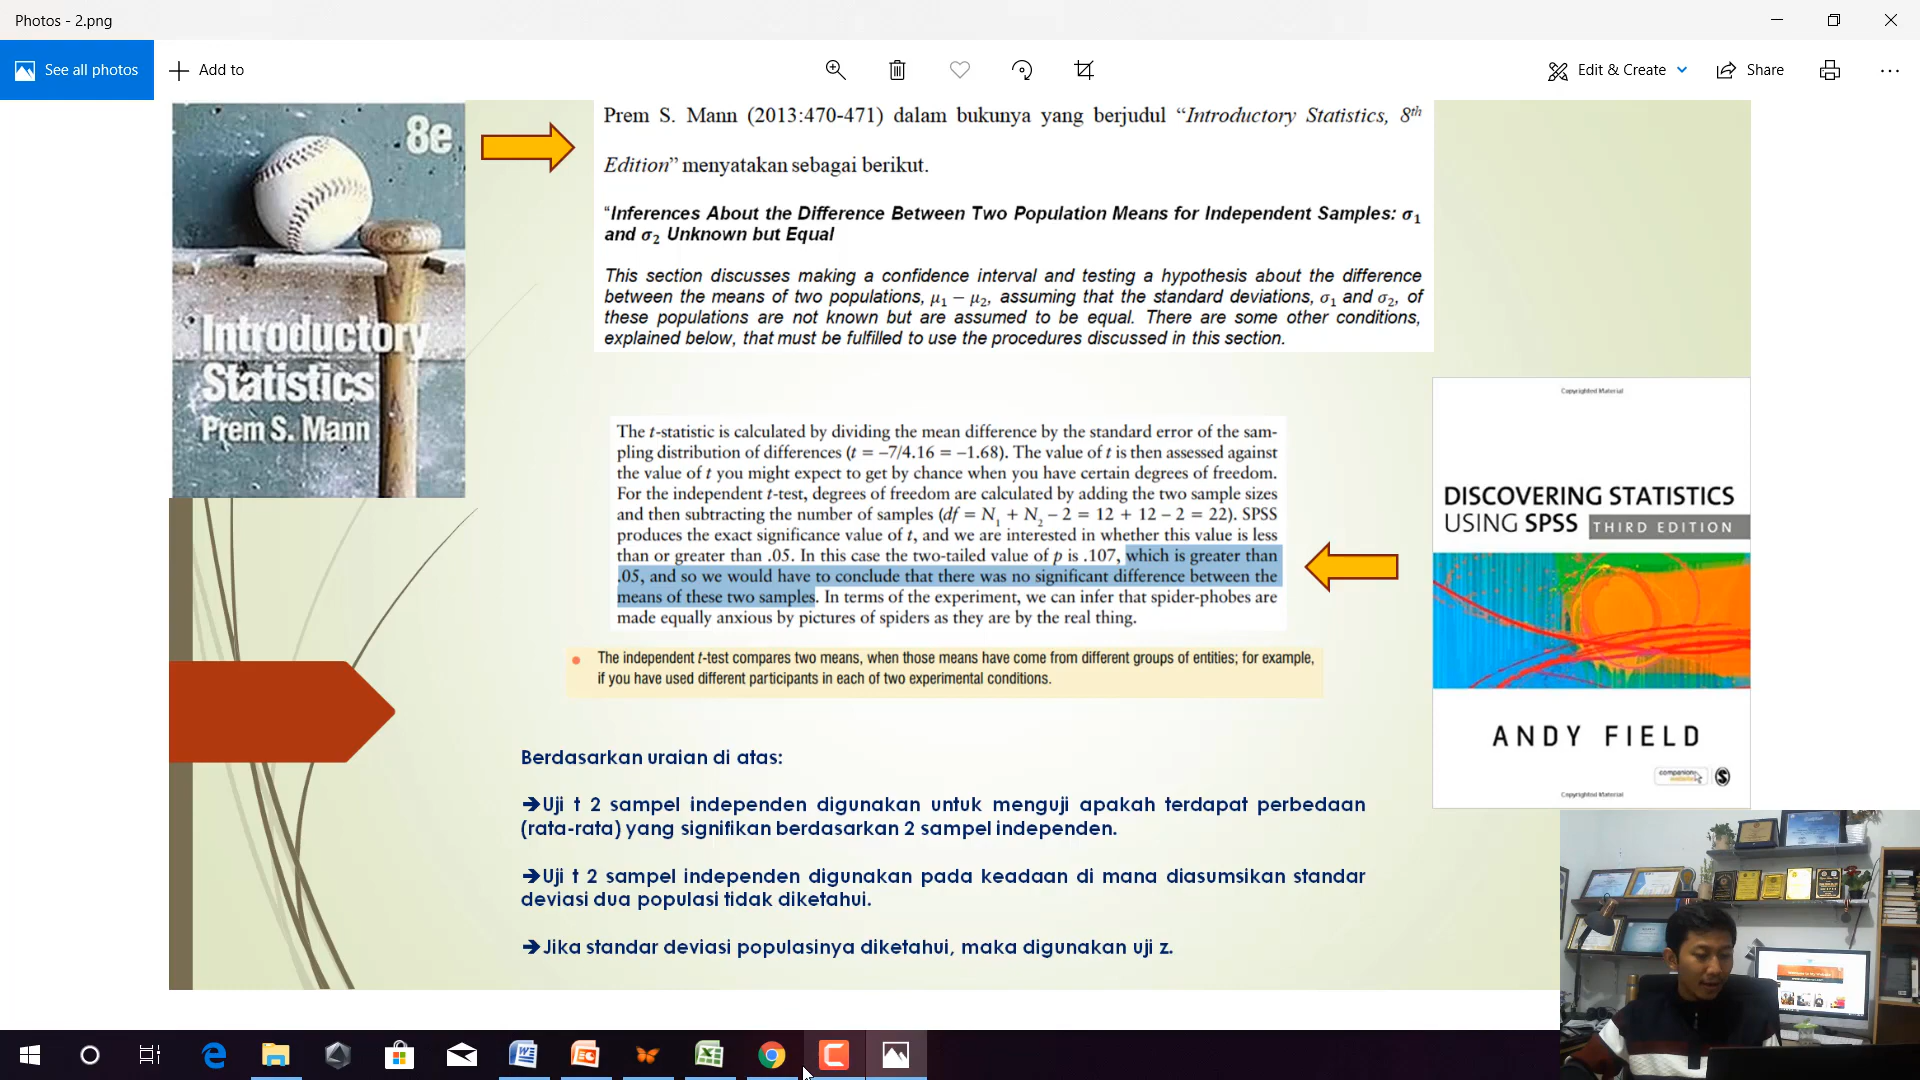 Photos - 2.png
See all photos
Add to
Edit & Create
Share
8e
Introductory
Statistics
Prem S. Mann
Prem S. Mann (2013:470-471) dalam bukunya yang berjudul “Introductory Statistics, 8th
Edition” menyatakan sebagai berikut.
“Inferences About the Difference Between Two Population Means for Independent Samples: σ1
and σ2 Unknown but Equal
This section discusses making a confidence interval and testing a hypothesis about the difference
between the means of two populations, μ1 − μ2, assuming that the standard deviations, σ1 and σ2, of
these populations are not known but are assumed to be equal. There are some other conditions,
explained below, that must be fulfilled to use the procedures discussed in this section.
The t-statistic is calculated by dividing the mean difference by the standard error of the sam-
pling distribution of differences (t = −7/4.16 = −1.68). The value of t is then assessed against
the value of t you might expect to get by chance when you have certain degrees of freedom.
For the independent t-test, degrees of freedom are calculated by adding the two sample sizes
and then subtracting the number of samples (df = N1 + N2 − 2 = 12 + 12 − 2 = 22). SPSS
produces the exact significance value of t, and we are interested in whether this value is less
than or greater than .05. In this case the two-tailed value of p is .107, which is greater than
.05, and so we would have to conclude that there was no significant difference between the
means of these two samples. In terms of the experiment, we can infer that spider-phobes are
made equally anxious by pictures of spiders as they are by the real thing.
The independent t-test compares two means, when those means have come from different groups of entities; for example,
if you have used different participants in each of two experimental conditions.
Copyrighted Material
DISCOVERING STATISTICS
USING SPSS THIRD EDITION
ANDY FIELD
companion
website
S
Copyrighted Material
Berdasarkan uraian di atas:
➔Uji t 2 sampel independen digunakan untuk menguji apakah terdapat perbedaan
(rata-rata) yang signifikan berdasarkan 2 sampel independen.
➔Uji t 2 sampel independen digunakan pada keadaan di mana diasumsikan standar
deviasi dua populasi tidak diketahui.
➔Jika standar deviasi populasinya diketahui, maka digunakan uji z.